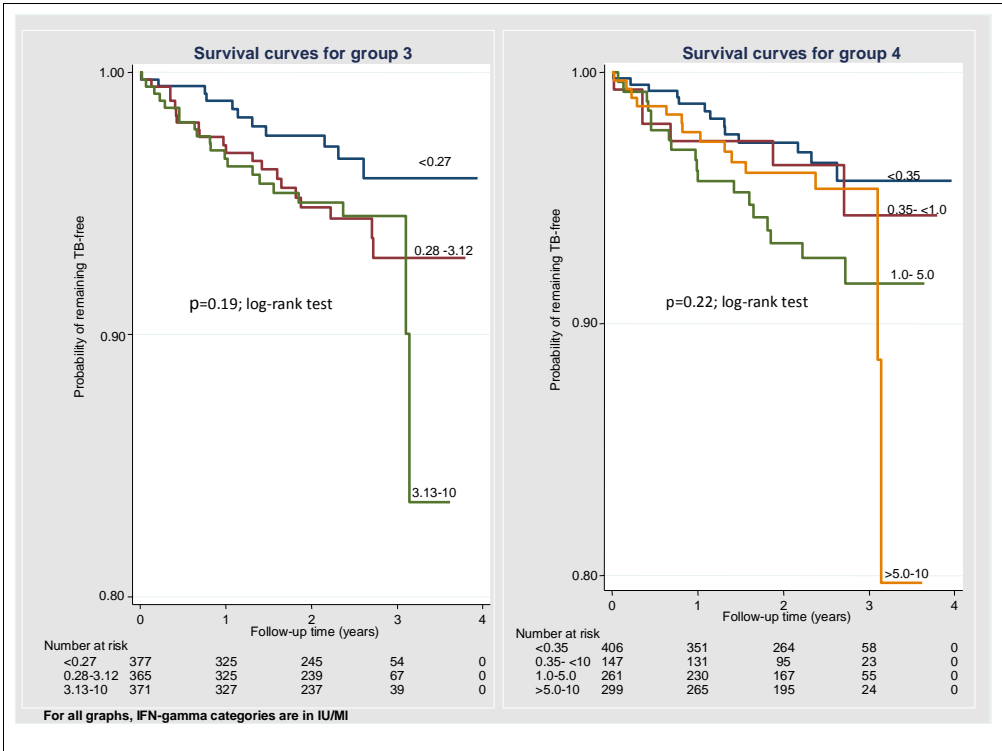 Survival curves for group 3
1.00
0.90
0.80
Probability of remaining TB-free
<0.27
0.28 -3.12
3.13-10
p=0.19; log-rank test
0 1 2 3 4
Follow-up time (years)
Number at risk
<0.27 377 325 245 54 0
0.28-3.12 365 325 239 67 0
3.13-10 371 327 237 39 0
Survival curves for group 4
1.00
0.90
0.80
Probability of remaining TB-free
<0.35
0.35- <1.0
1.0- 5.0
>5.0-10
p=0.22; log-rank test
0 1 2 3 4
Follow-up time (years)
Number at risk
<0.35 406 351 264 58 0
0.35- <10 147 131 95 23 0
1.0-5.0 261 230 167 55 0
>5.0-10 299 265 195 24 0
For all graphs, IFN-gamma categories are in IU/Ml